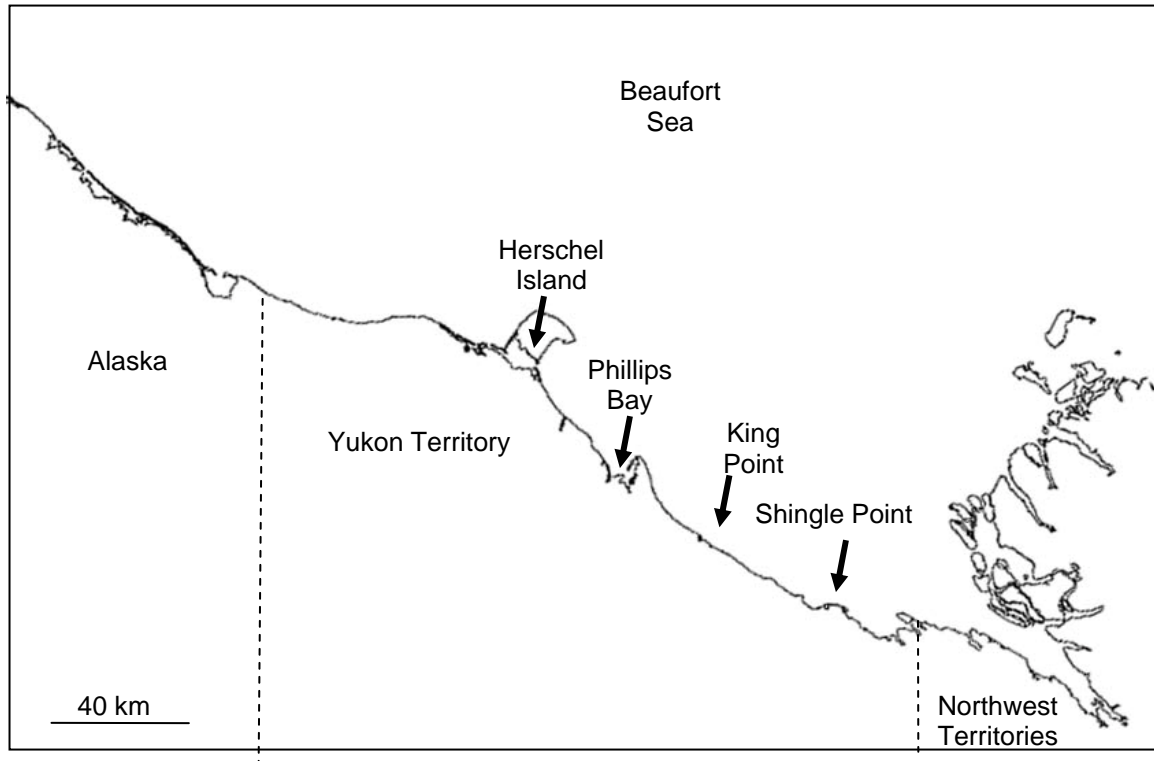 Beaufort
Sea
Herschel
Island
Alaska
Phillips
Bay
Yukon Territory
King
Point
Shingle Point
40 km
Northwest
Territories